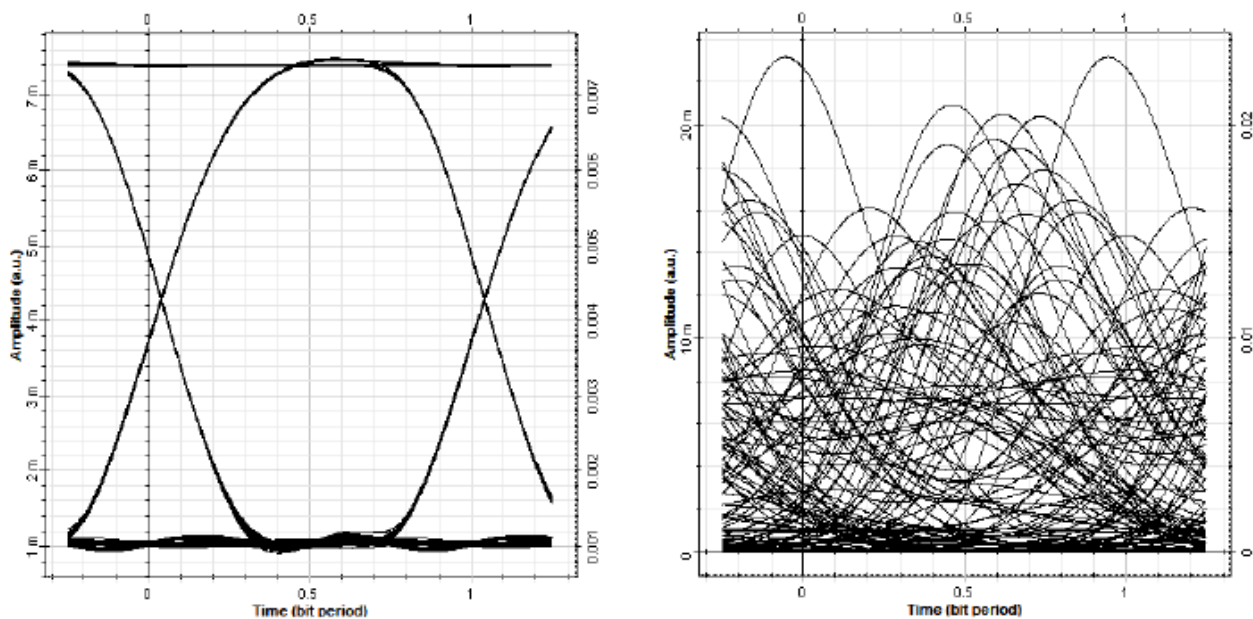 0 0.5 1
7 m
6 m
5 m
4 m
3 m
2 m
1 m
Amplitude (a.u.)
0.007
0.006
0.005
0.004
0.003
0.002
0.001
0 0.5 1
Time (bit period)
0 0.5 1
20 m
10 m
0
Amplitude (a.u.)
0.02
0.01
0
0 0.5 1
Time (bit period)